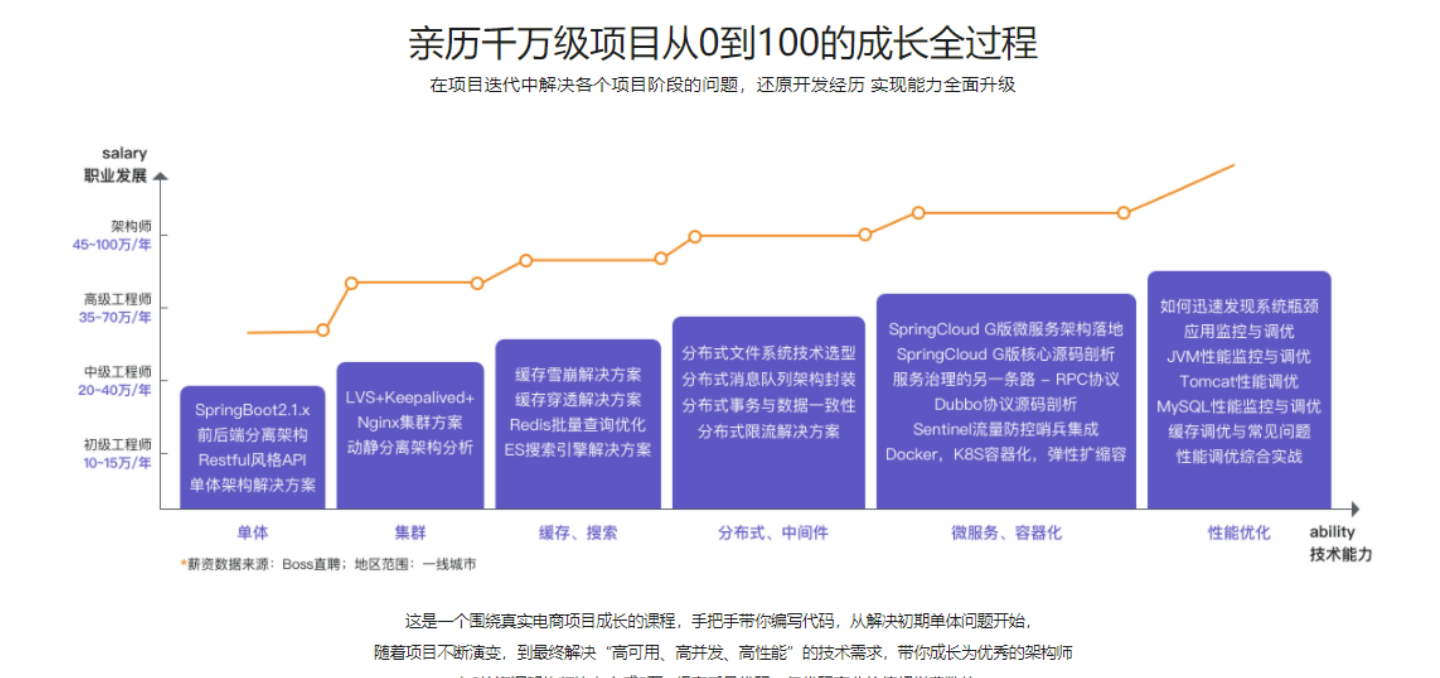 亲历千万级项目从0到100的成长全过程
在项目迭代中解决各个项目阶段的问题，还原开发经历 实现能力全面升级
salary
职业发展
架构师
45~100万/年
高级工程师
35~70万/年
中级工程师
20~40万/年
初级工程师
10~15万/年
SpringBoot2.1.x
前后端分离架构
Restful风格API
单体架构解决方案
LVS+Keepalived+
Nginx集群方案
动静分离架构分析
缓存雪崩解决方案
缓存穿透解决方案
Redis批量查询优化
ES搜索引擎解决方案
分布式文件系统技术选型
分布式消息队列架构封装
分布式事务与数据一致性
分布式限流解决方案
SpringCloud G版微服务架构落地
SpringCloud G版核心源码剖析
服务治理的另一条路 – RPC协议
Dubbo协议源码剖析
Sentinel流量防控哨兵集成
Docker，K8S容器化，弹性扩缩容
如何迅速发现系统瓶颈
应用监控与调优
JVM性能监控与调优
Tomcat性能调优
MySQL性能监控与调优
缓存调优与常见问题
性能调优综合实战
单体
集群
缓存、搜索
分布式、中间件
微服务、容器化
性能优化
ability
技术能力
*薪资数据来源：Boss直聘；地区范围：一线城市
这是一个围绕真实电商项目成长的课程，手把手带你编写代码，从解决初期单体问题开始，
随着项目不断演变，到最终解决“高可用、高并发、高性能”的技术需求，带你成长为优秀的架构师